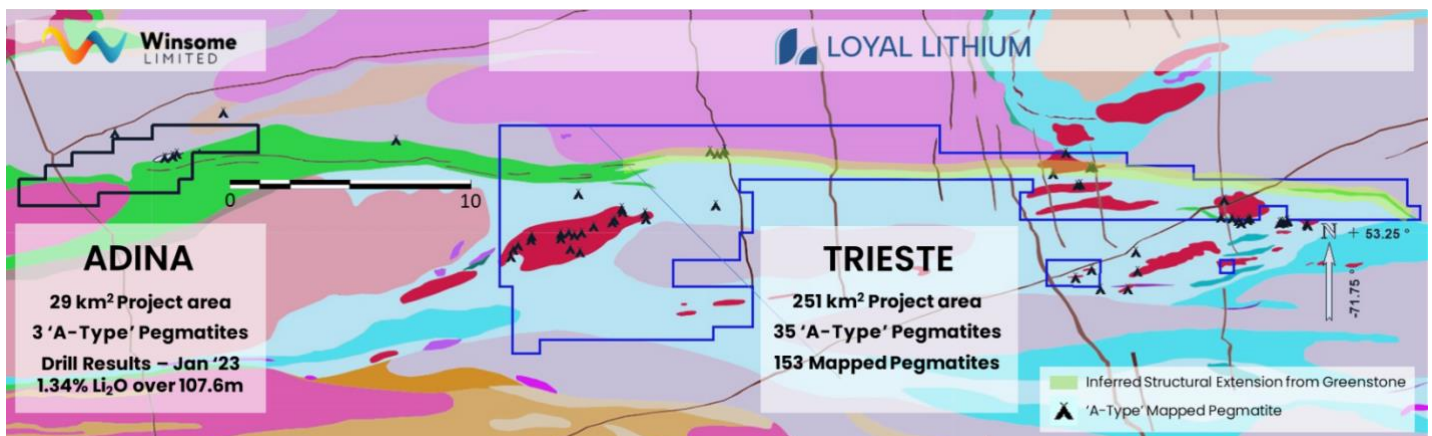 Winsome
LIMITED
LOYAL LITHIUM
0
10
ADINA
29 km² Project area
3 ‘A-Type’ Pegmatites
Drill Results – Jan ‘23
1.34% Li₂O over 107.6m
TRIESTE
251 km² Project area
35 ‘A-Type’ Pegmatites
153 Mapped Pegmatites
N + 53.25 °
-71.75 °
Inferred Structural Extension from Greenstone
‘A-Type’ Mapped Pegmatite